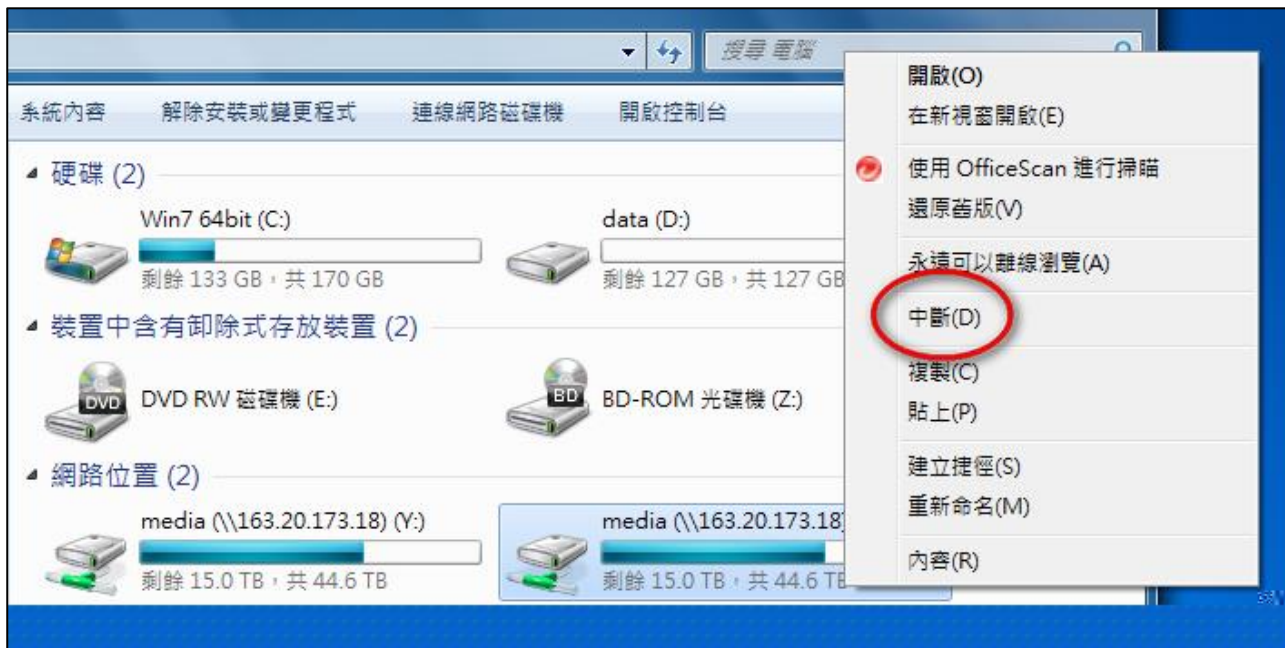 搜尋 電腦
系統內容 解除安裝或變更程式 連線網路磁碟機 開啟控制台
硬碟 (2)
Win7 64bit (C:)
剩餘 133 GB，共 170 GB
data (D:)
剩餘 127 GB，共 127 GB
裝置中含有卸除式存放裝置 (2)
DVD
DVD RW 磁碟機 (E:)
BD
BD-ROM 光碟機 (Z:)
網路位置 (2)
media (\\163.20.173.18) (Y:)
剩餘 15.0 TB，共 44.6 TB
media (\\163.20.173.18)
剩餘 15.0 TB，共 44.6 TB
開啟(O)
在新視窗開啟(E)
使用 OfficeScan 進行掃瞄
還原舊版(V)
永遠可以離線瀏覽(A)
中斷(D)
複製(C)
貼上(P)
建立捷徑(S)
重新命名(M)
內容(R)